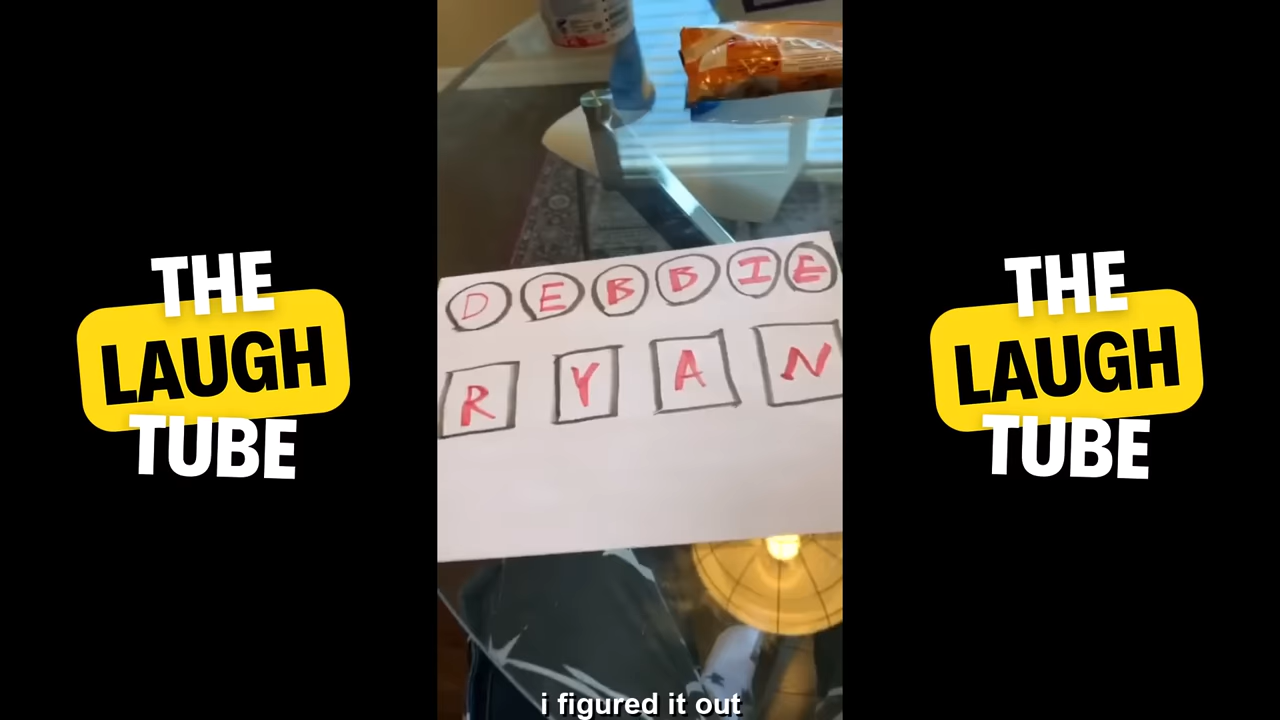 THE
LAUGH
TUBE
DEBBIE
RYAN
i figured it out
THE
LAUGH
TUBE